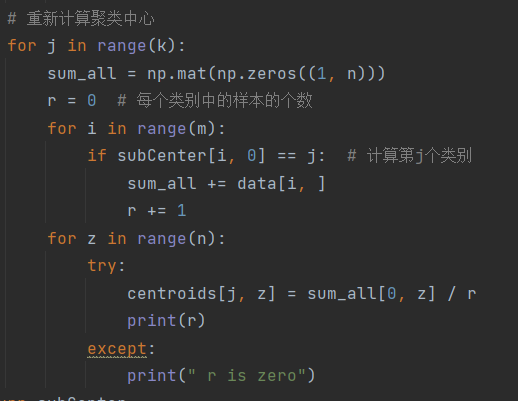 # 重新计算聚类中心
for j in range(k):
    sum_all = np.mat(np.zeros((1, n)))
    r = 0  # 每个类别中的样本的个数
    for i in range(m):
        if subCenter[i, 0] == j:  # 计算第j个类别
            sum_all += data[i, ]
            r += 1
    for z in range(n):
        try:
            centroids[j, z] = sum_all[0, z] / r
            print(r)
        except:
            print(" r is zero")